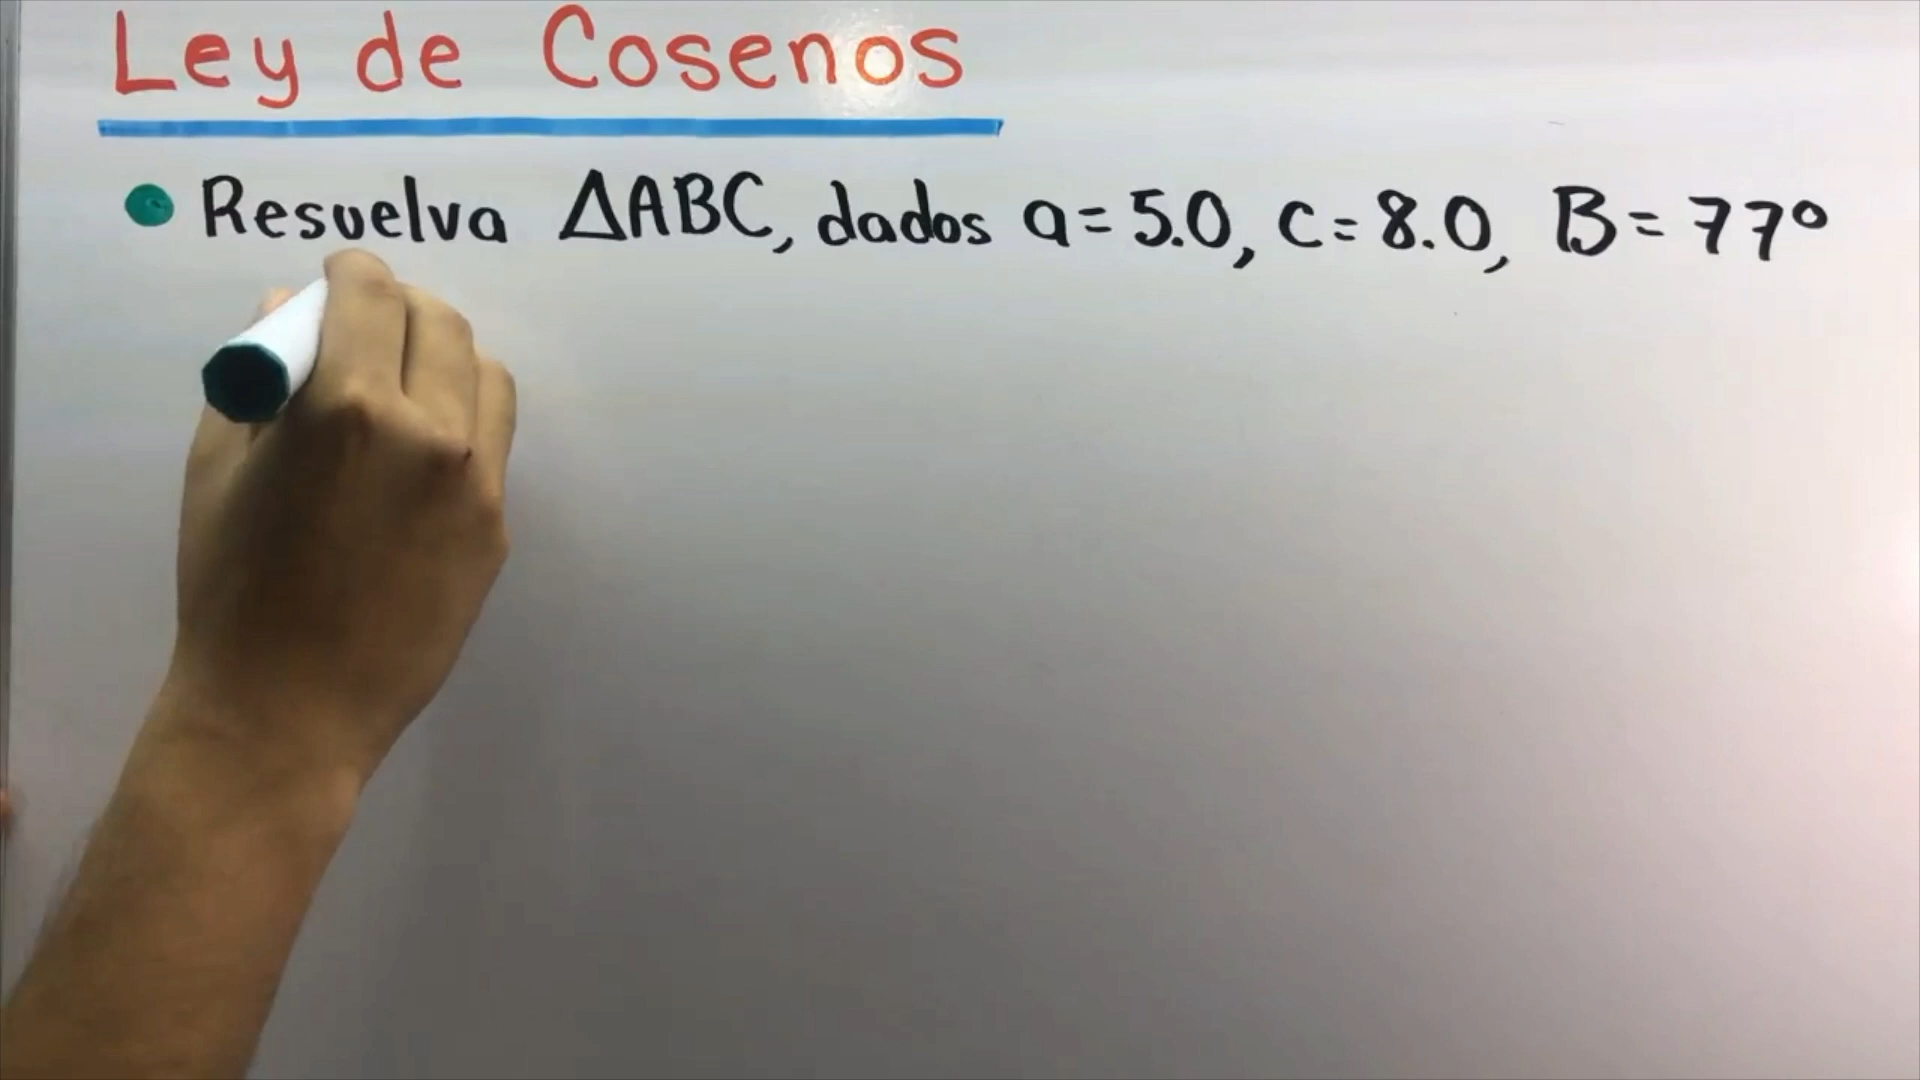 Ley de Cosenos
Resuelva ΔABC, dados a=5.0, c=8.0, B=77°